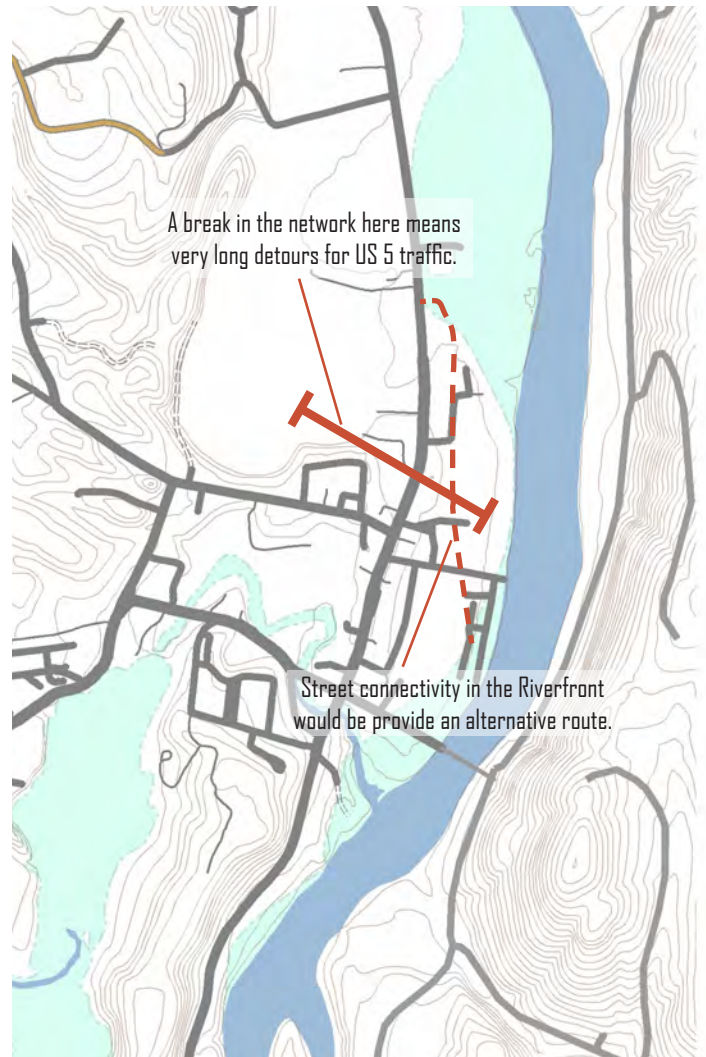 A break in the network here means
very long detours for US 5 traffic.
Street connectivity in the Riverfront
would be provide an alternative route.